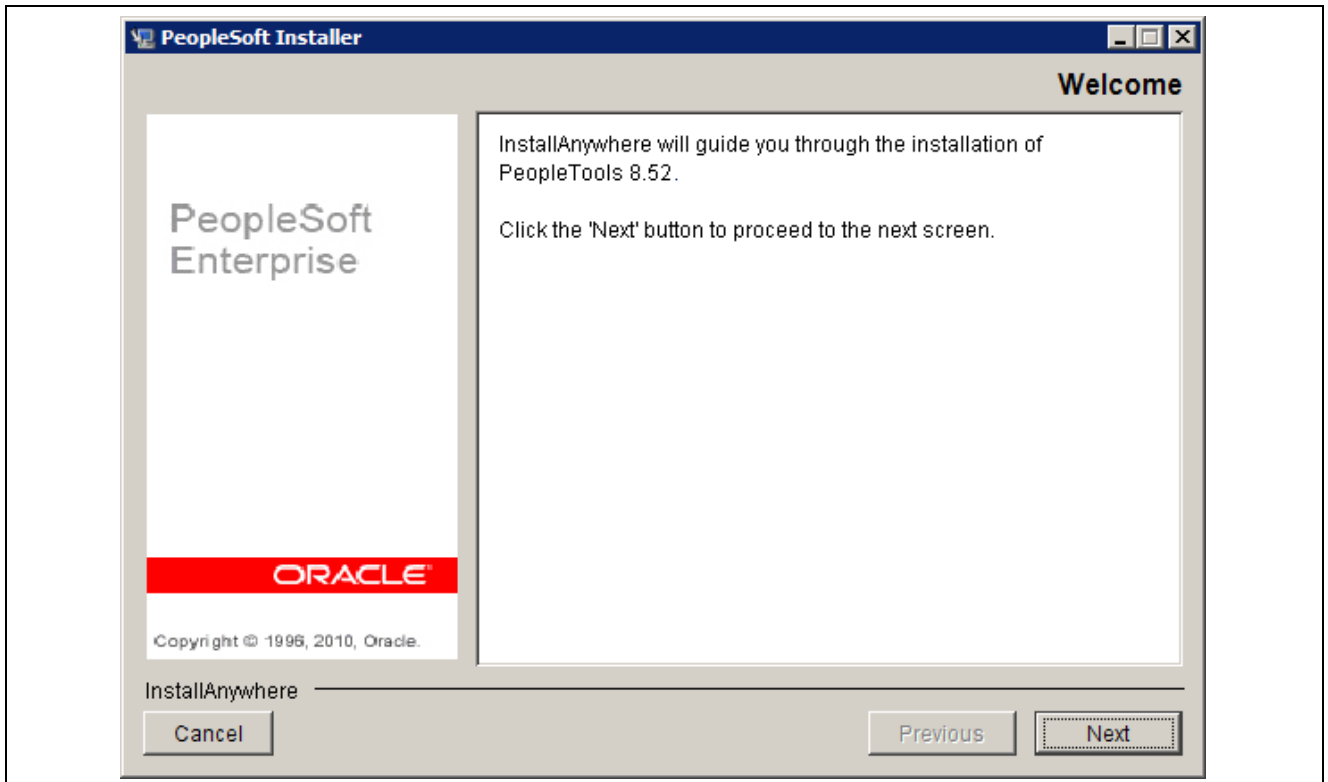 PeopleSoft Installer
Welcome
InstallAnywhere will guide you through the installation of
PeopleTools 8.52.
Click the 'Next' button to proceed to the next screen.
PeopleSoft
Enterprise
ORACLE
Copyright © 1996, 2010, Oracle.
InstallAnywhere
Cancel
Previous
Next